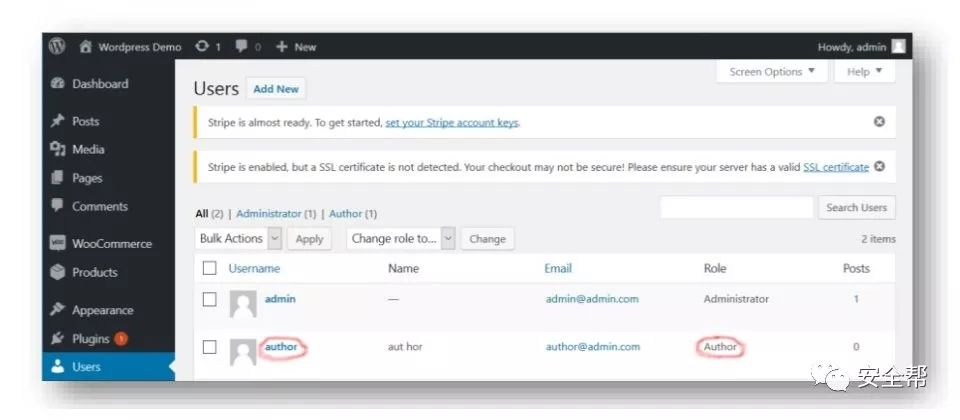 Wordpress Demo 1 0 New Howdy, admin
Screen Options Help
Dashboard
Posts
Media
Pages
Comments
WooCommerce
Products
Appearance
Plugins 1
Users
Users Add New
Stripe is almost ready. To get started, set your Stripe account keys.
Stripe is enabled, but a SSL certificate is not detected. Your checkout may not be secure! Please ensure your server has a valid SSL certificate
All (2) | Administrator (1) | Author (1)
Search Users
Bulk Actions Apply Change role to... Change 2 items
Username Name Email Role Posts
admin — admin@admin.com Administrator 1
author aut hor author@admin.com Author 0
安全帮